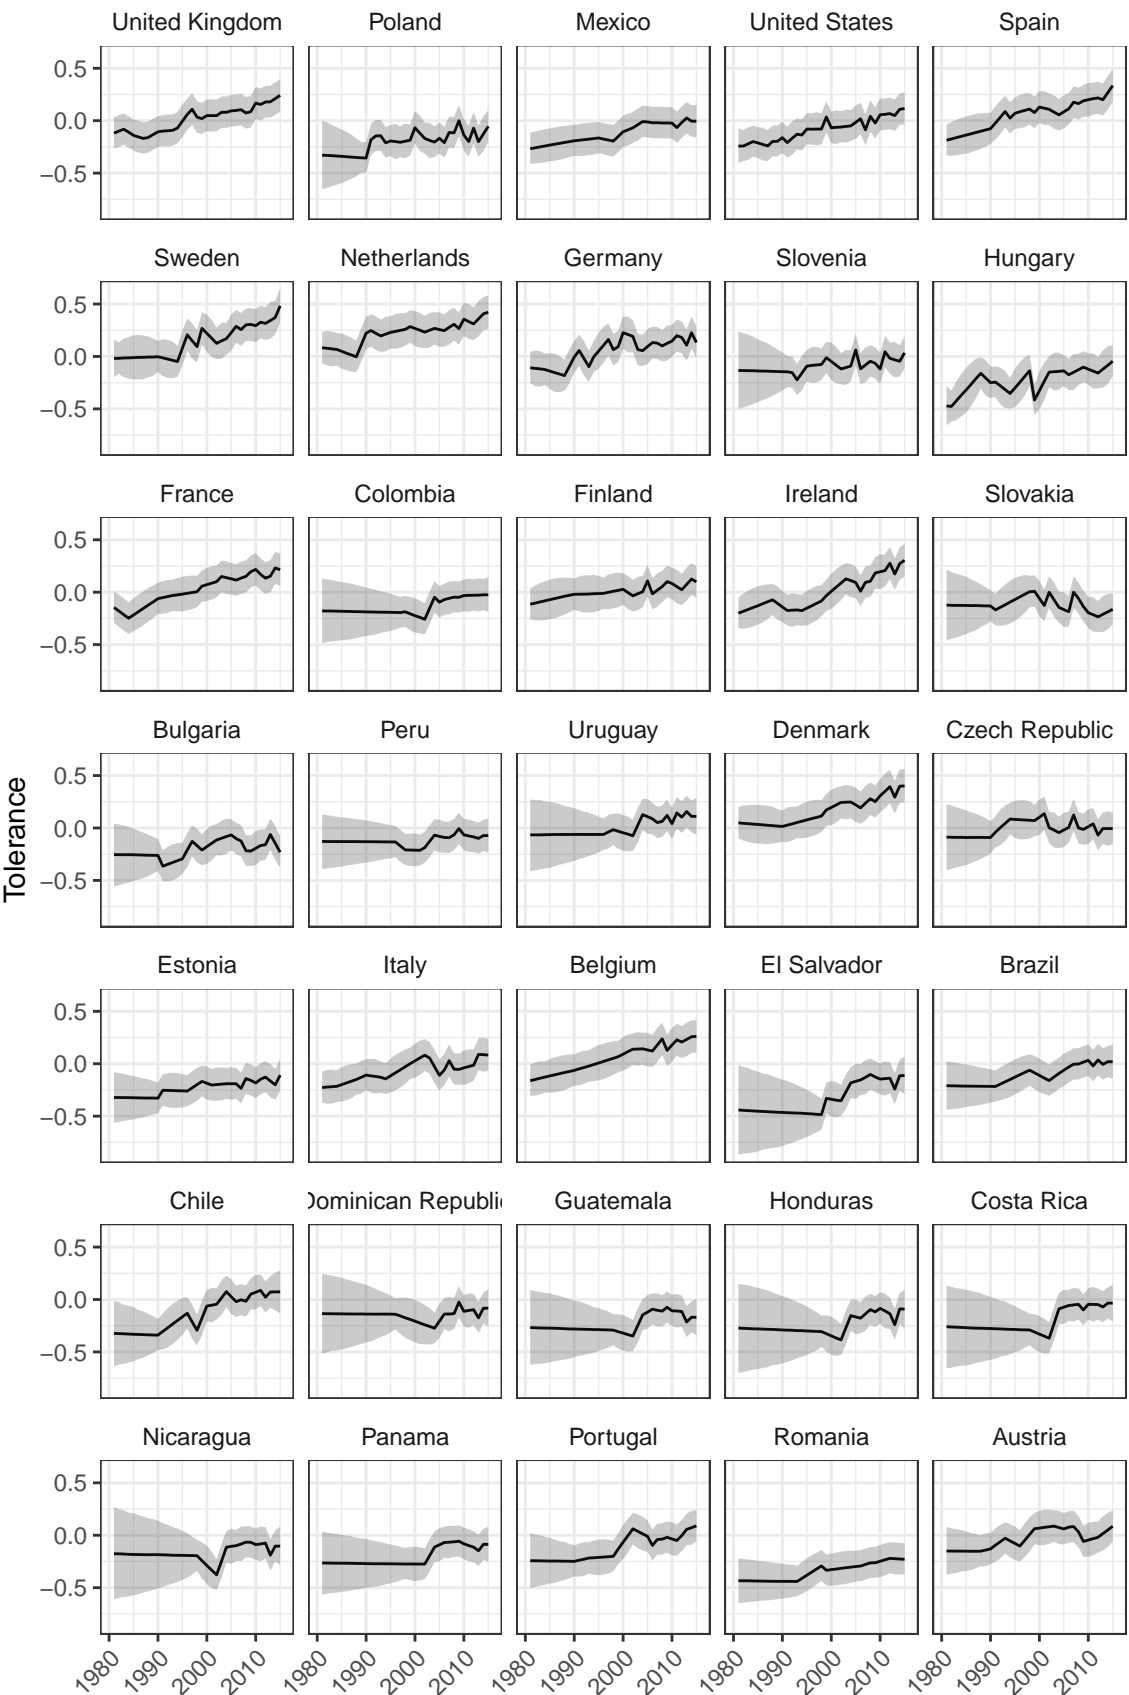 United Kingdom Poland Mexico United States Spain
0.5
0.0
−0.5
Sweden Netherlands Germany Slovenia Hungary
0.5
0.0
−0.5
France Colombia Finland Ireland Slovakia
0.5
0.0
−0.5
Bulgaria Peru Uruguay Denmark Czech Republic
0.5
0.0
−0.5
Tolerance
Estonia Italy Belgium El Salvador Brazil
0.5
0.0
−0.5
Chile Dominican Republic Guatemala Honduras Costa Rica
0.5
0.0
−0.5
Nicaragua Panama Portugal Romania Austria
0.5
0.0
−0.5
1980 1990 2000 2010 1980 1990 2000 2010 1980 1990 2000 2010 1980 1990 2000 2010 1980 1990 2000 2010